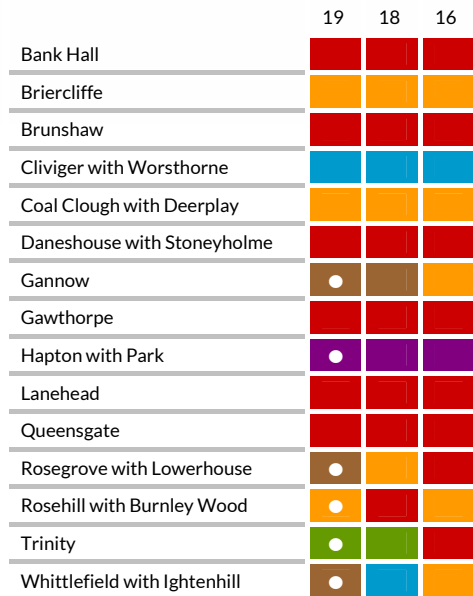 19 18 16
Bank Hall
Briercliffe
Brunshaw
Cliviger with Worsthorne
Coal Clough with Deerplay
Daneshouse with Stoneyholme
Gannow
Gawthorpe
Hapton with Park
Lanehead
Queensgate
Rosegrove with Lowerhouse
Rosehill with Burnley Wood
Trinity
Whittlefield with Ightenhill